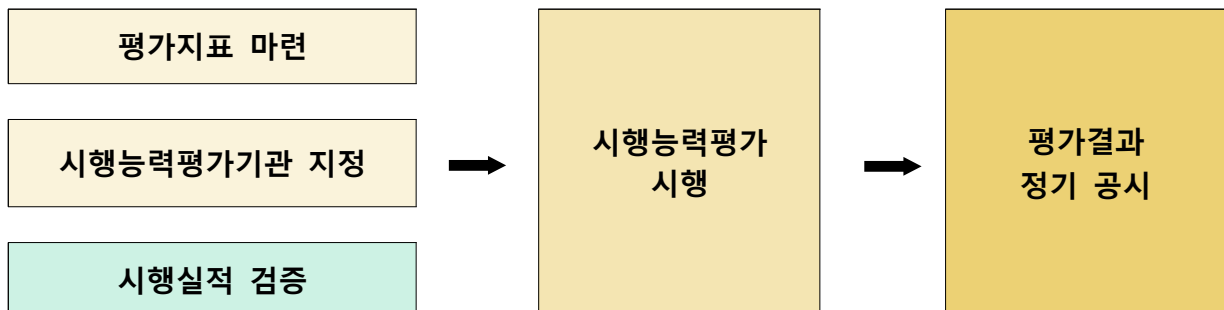 평가지표 마련
시행능력평가기관 지정
시행실적 검증
시행능력평가
시행
평가결과
정기 공시